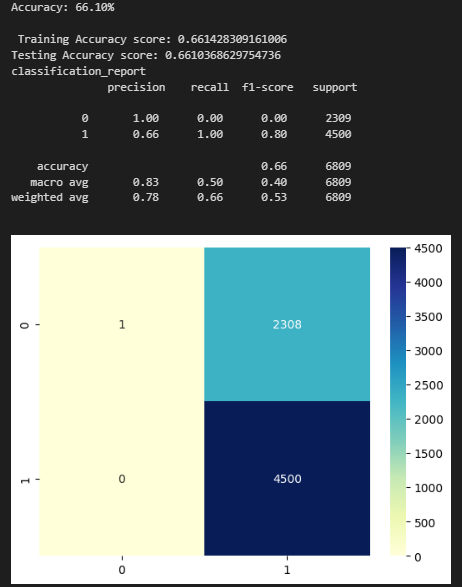 Accuracy: 66.10%
Training Accuracy score: 0.661428309161006
Testing Accuracy score: 0.6610368629754736
classification_report
precision recall f1-score support
0 1.00 0.00 0.00 2309
1 0.66 1.00 0.80 4500
accuracy 0.66 6809
macro avg 0.83 0.50 0.40 6809
weighted avg 0.78 0.66 0.53 6809
4500
4000
3500
3000
2500
2000
1500
1000
500
0
0 1 2308
1 0 4500
0 1